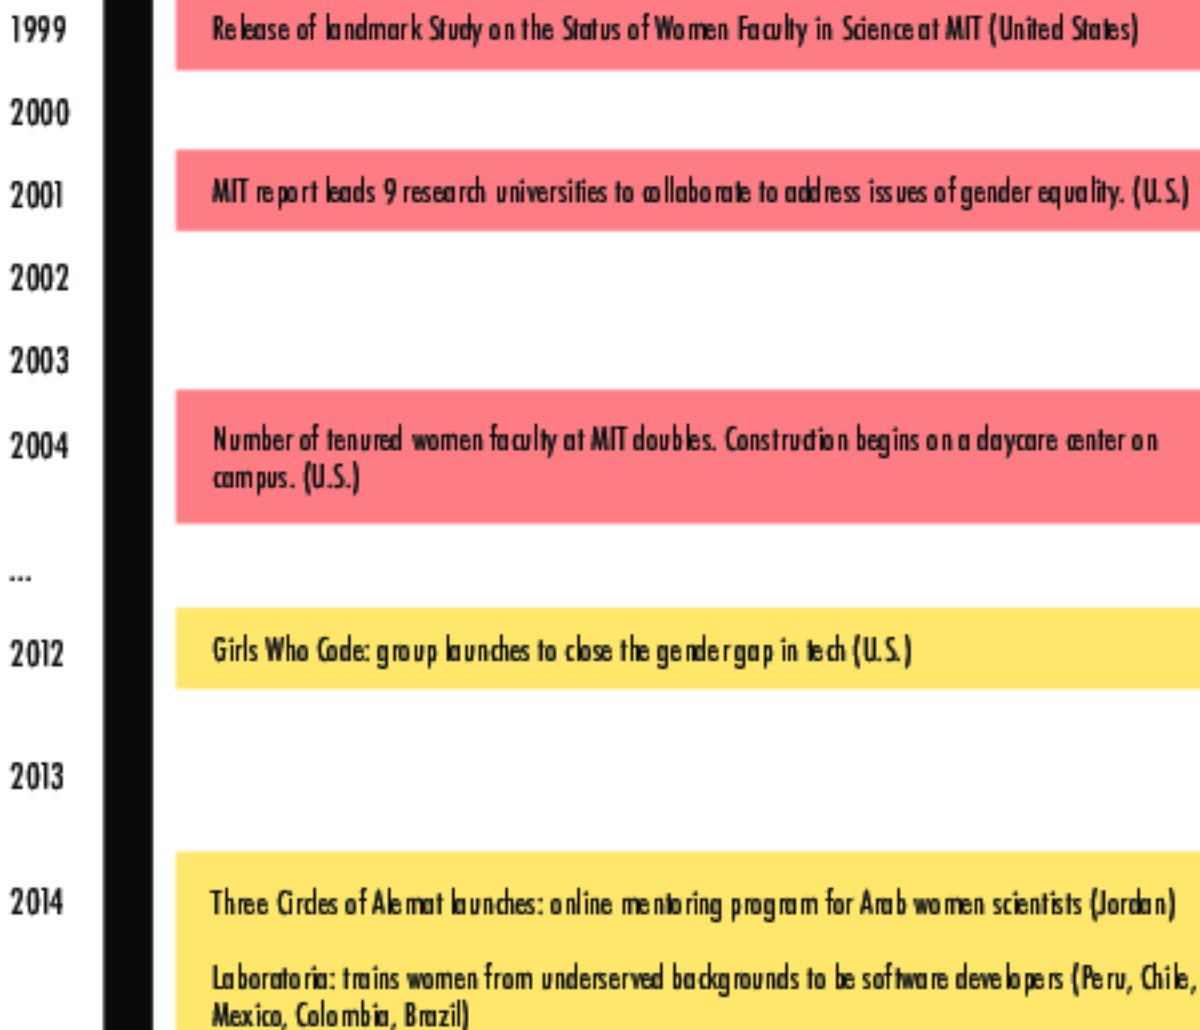 1999
Release of landmark Study on the Status of Women Faculty in Science at MIT (United States)
2000
2001
MIT report leads 9 research universities to collaborate to address issues of gender equality. (U.S.)
2002
2003
2004
Number of tenured women faculty at MIT doubles. Construction begins on a daycare center on
campus. (U.S.)
...
2012
Girls Who Code: group launches to close the gender gap in tech (U.S.)
2013
2014
Three Circles of Alemat launches: online mentoring program for Arab women scientists (Jordan)
Laboratoria: trains women from underserved backgrounds to be software developers (Peru, Chile,
Mexico, Colombia, Brazil)